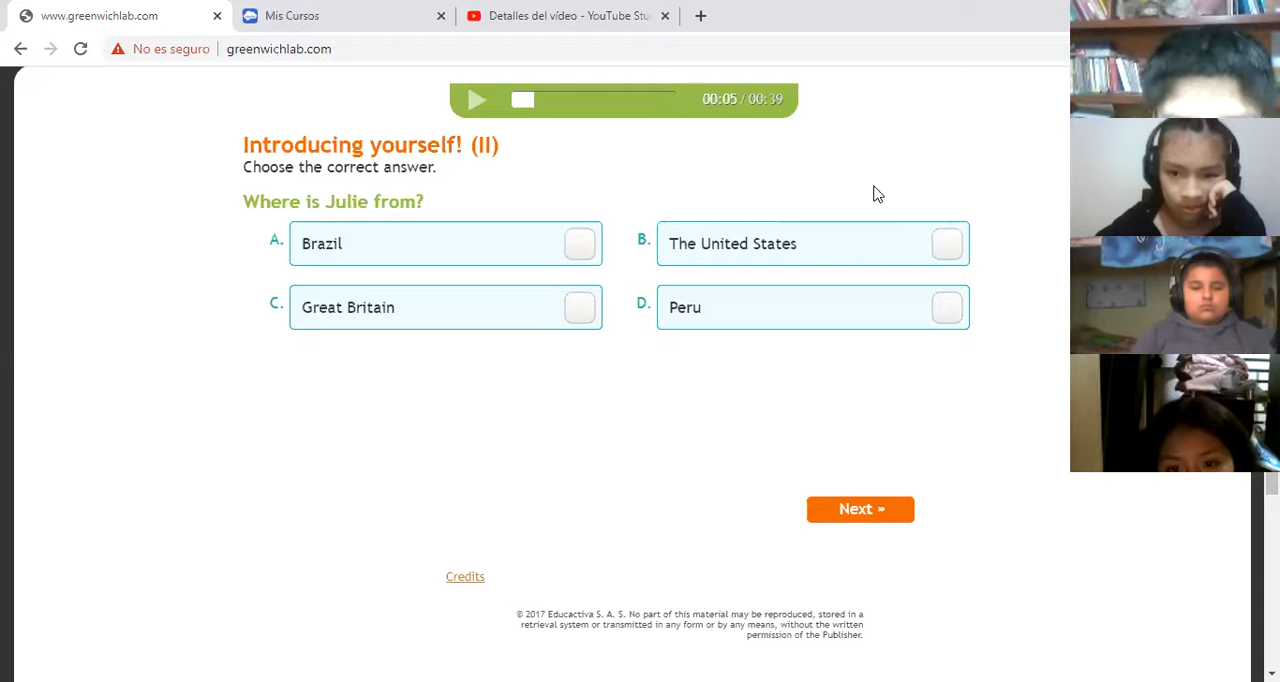 www.greenwichlab.com
Mis Cursos
Detalles del vídeo - YouTube Stu
No es seguro
greenwichlab.com
00:05 / 00:39
Introducing yourself! (II)
Choose the correct answer.
Where is Julie from?
A. Brazil
B. The United States
C. Great Britain
D. Peru
Next »
Credits
© 2017 Educactiva S. A. S. No part of this material may be reproduced, stored in a
retrieval system or transmitted in any form or by any means, without the written
permission of the Publisher.